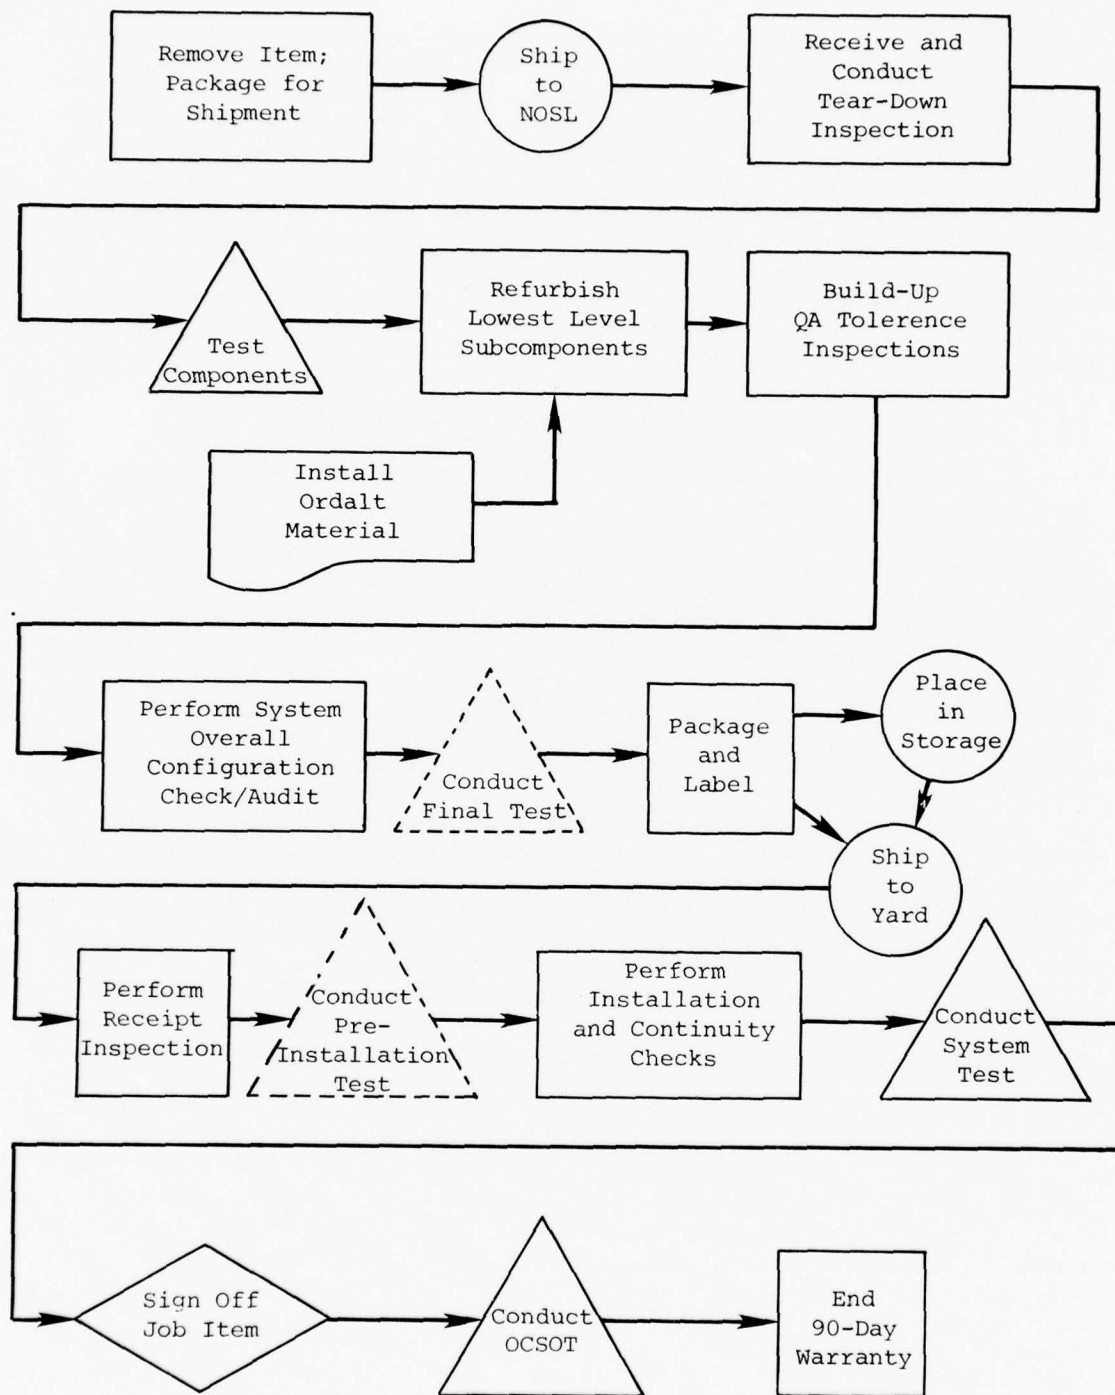 Remove Item;
Package for
Shipment
Ship
to
NOSL
Receive and
Conduct
Tear-Down
Inspection
Test
Components
Refurbish
Lowest Level
Subcomponents
Build-Up
QA Tolerence
Inspections
Install
Ordalt
Material
Perform System
Overall
Configuration
Check/Audit
Conduct
Final Test
Package
and
Label
Place
in
Storage
Ship
to
Yard
Perform
Receipt
Inspection
Conduct
Pre-
Installation
Test
Perform
Installation
and Continuity
Checks
Conduct
System
Test
Sign Off
Job Item
Conduct
OCSOT
End
90-Day
Warranty